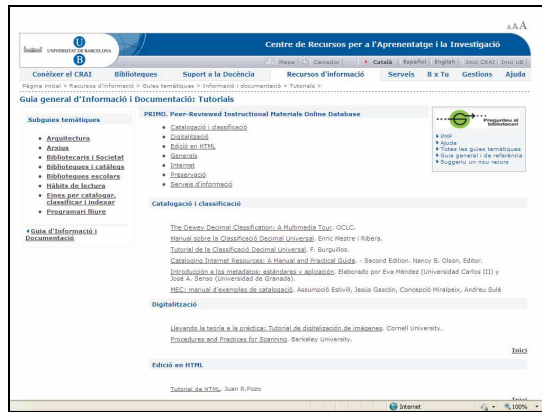 A A A
UNIVERSITAT DE BARCELONA
U
B
Centre de Recursos per a l'Aprenentatge i la Investigació
Mapa | Cercador | Català | Español | English | Inici CRAI | Inici UB
Conèixer el CRAI Biblioteques Suport a la Docència Recursos d'informació Serveis B x Tu Gestions Ajuda
Pàgina inicial > Recursos d'informació > Guies temàtiques > Informació i documentació > Tutorials >
Guia general d'Informació i Documentació: Tutorials
Subguies temàtiques
Arquitectura
Arxius
Bibliotecaris i Societat
Biblioteques i catàlegs
Biblioteques escolars
Hàbits de lectura
Eines per catalogar, classificar i indexar
Programari lliure
Guia d'Informació i
Documentació
PRIMO. Peer-Reviewed Instructional Materials Online Database
Catalogació i classificació
Digitalització
Edició en HTML
Generals
Internet
Preservació
Serveis d'informació
Pregunteu al
bibliotecari
PMF
Ajuda
Totes les guies temàtiques
Guia general i de referència
Suggeriu un nou recurs
Catalogació i classificació
The Dewey Decimal Classification: A Multimedia Tour. OCLC.
Manual sobre la Classificació Decimal Universal. Enric Mestre i Ribera.
Tutorial de la Classificació Decimal Universal. F. Burguillos.
Cataloging Internet Resources: A Manual and Practical Guide. - Second Edition. Nancy B. Olson, Editor.
Introducción a los metadatos: estándares y aplicación. Elaborado por Eva Méndez (Universidad Carlos III) y
José A. Senso (Universidad de Granada).
MEC: manual d'exemples de catalogació. Assumpció Estivill, Jesús Gascón, Concepció Miralpeix, Andreu Sulé
Digitalització
Llevando la teoría a la práctica: Tutorial de digitalización de imágenes. Cornell University.
Procedures and Practices for Scanning. Berkeley University.
Inici
Edició en HTML
Tutorial de HTML. Juan R.Pozo
Inici
Internet 100%